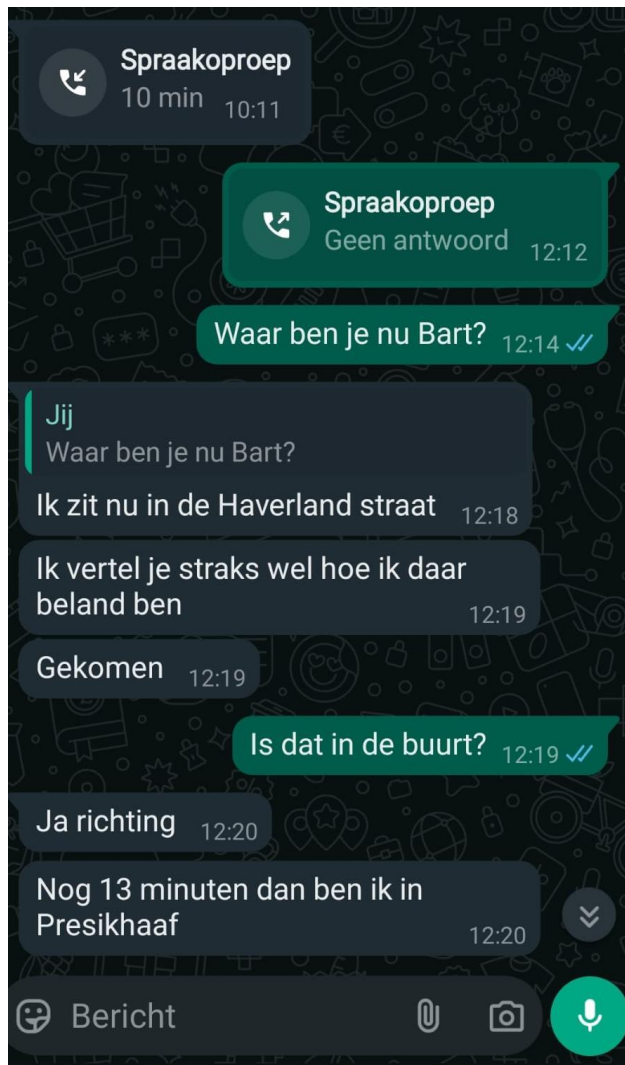 Spraakoproep
10 min 10:11
Spraakoproep
Geen antwoord 12:12
Waar ben je nu Bart? 12:14
Jij
Waar ben je nu Bart?
Ik zit nu in de Haverland straat 12:18
Ik vertel je straks wel hoe ik daar
beland ben 12:19
Gekomen 12:19
Is dat in de buurt? 12:19
Ja richting 12:20
Nog 13 minuten dan ben ik in
Presikhaaf 12:20
Bericht